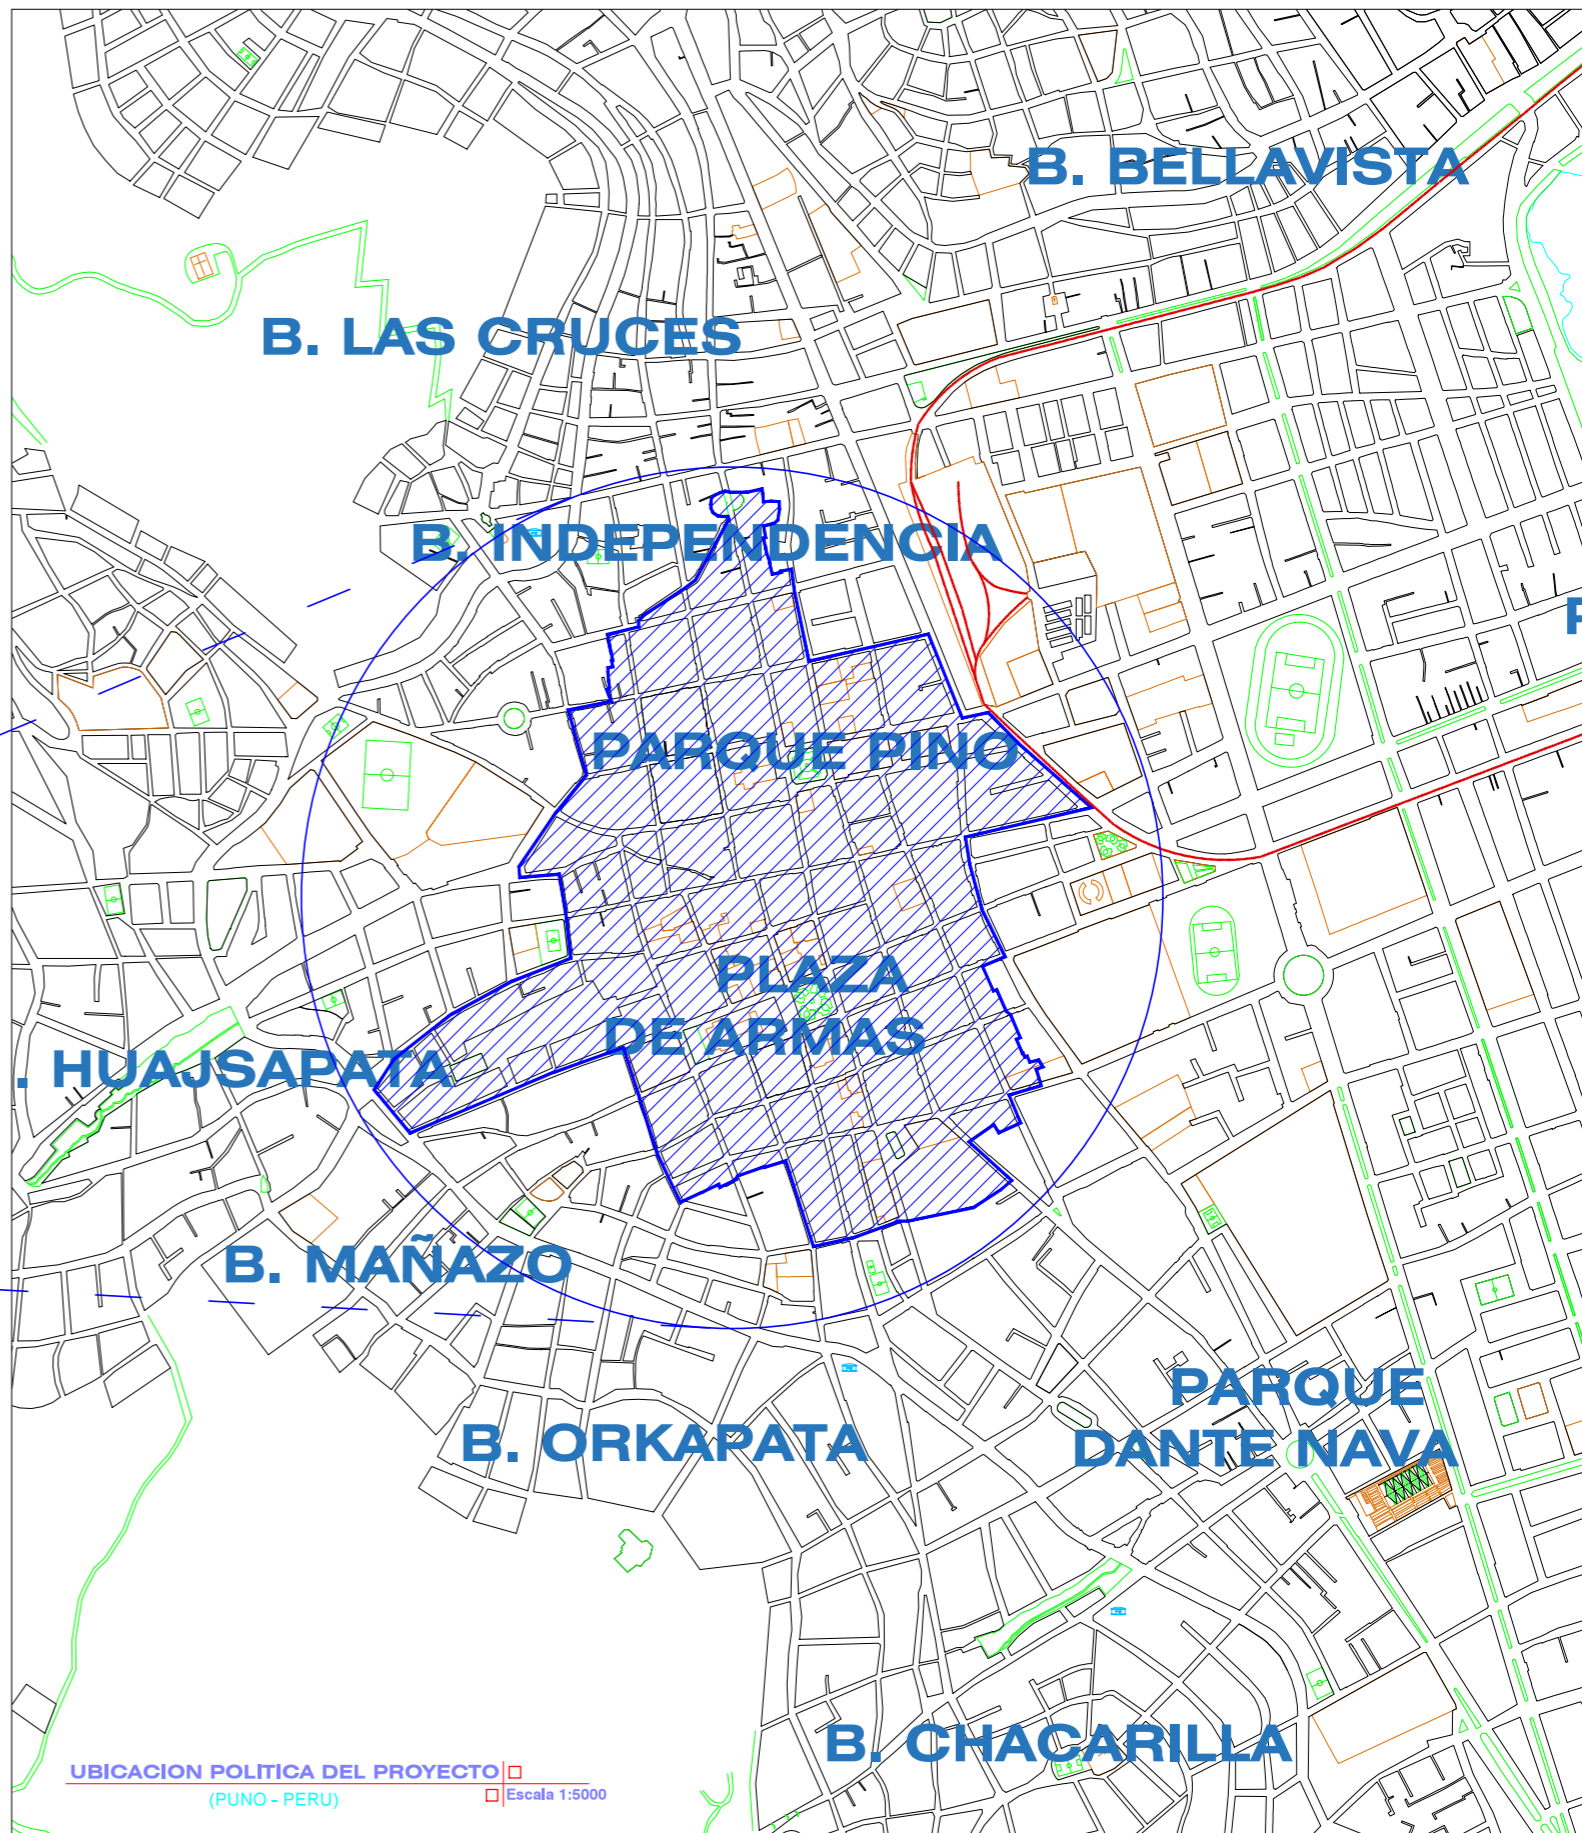 B. BELLAVISTA
B. LAS CRUCES
B. INDEPENDENCIA
PARQUE PINO
PLAZA
DE ARMAS
. HUAJSAPATA
B. MAÑAZO
PARQUE
DANTE NAVA
B. ORKAPATA
B. CHACARILLA
UBICACION POLITICA DEL PROYECTO
(PUNO - PERU)
Escala 1:5000